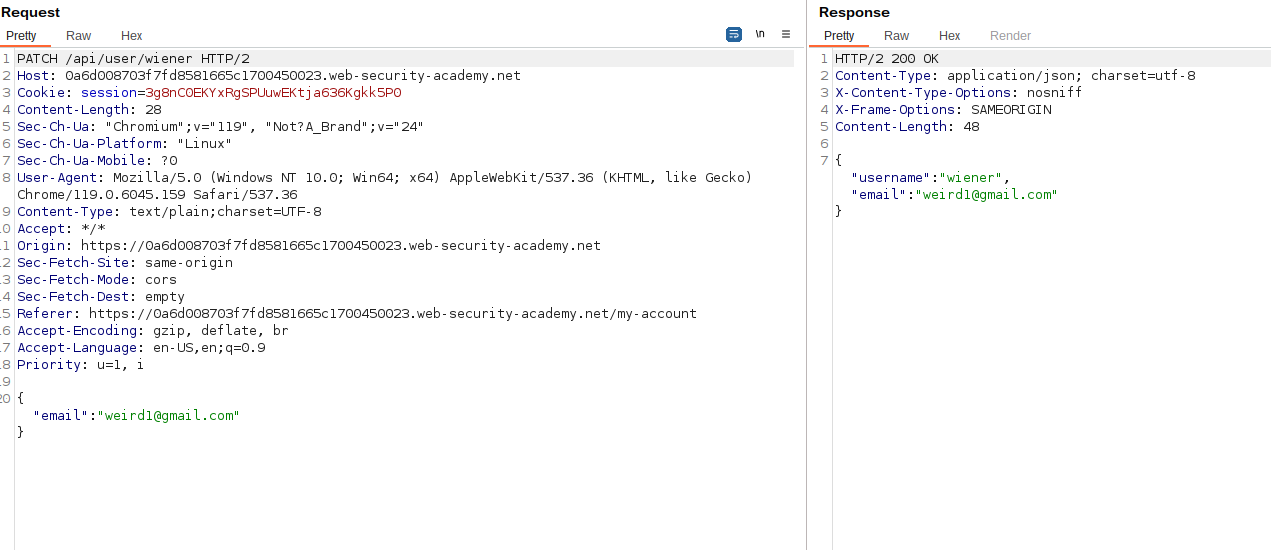 Request
Pretty Raw Hex
\n
1 PATCH /api/user/wiener HTTP/2
2 Host: 0a6d008703f7fd8581665c1700450023.web-security-academy.net
3 Cookie: session=3g8nC0EKYxRgSPUuwEKtja636Kgkk5P0
4 Content-Length: 28
5 Sec-Ch-Ua: "Chromium";v="119", "Not?A_Brand";v="24"
6 Sec-Ch-Ua-Platform: "Linux"
7 Sec-Ch-Ua-Mobile: ?0
8 User-Agent: Mozilla/5.0 (Windows NT 10.0; Win64; x64) AppleWebKit/537.36 (KHTML, like Gecko)
Chrome/119.0.6045.159 Safari/537.36
9 Content-Type: text/plain;charset=UTF-8
10 Accept: */*
11 Origin: https://0a6d008703f7fd8581665c1700450023.web-security-academy.net
12 Sec-Fetch-Site: same-origin
13 Sec-Fetch-Mode: cors
14 Sec-Fetch-Dest: empty
15 Referer: https://0a6d008703f7fd8581665c1700450023.web-security-academy.net/my-account
16 Accept-Encoding: gzip, deflate, br
17 Accept-Language: en-US,en;q=0.9
18 Priority: u=1, i
19
20 {
"email":"weird1@gmail.com"
}
Response
Pretty Raw Hex Render
1 HTTP/2 200 OK
2 Content-Type: application/json; charset=utf-8
3 X-Content-Type-Options: nosniff
4 X-Frame-Options: SAMEORIGIN
5 Content-Length: 48
6
7 {
"username":"wiener",
"email":"weird1@gmail.com"
}